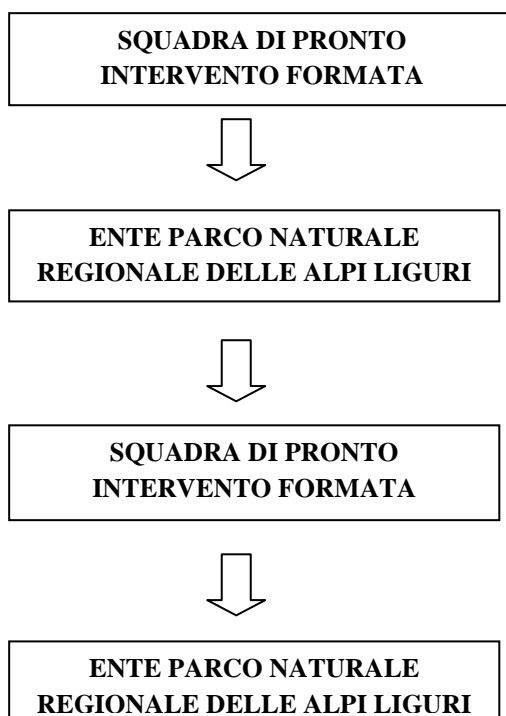 SQUADRA DI PRONTO
INTERVENTO FORMATA
ENTE PARCO NATURALE
REGIONALE DELLE ALPI LIGURI
SQUADRA DI PRONTO
INTERVENTO FORMATA
ENTE PARCO NATURALE
REGIONALE DELLE ALPI LIGURI